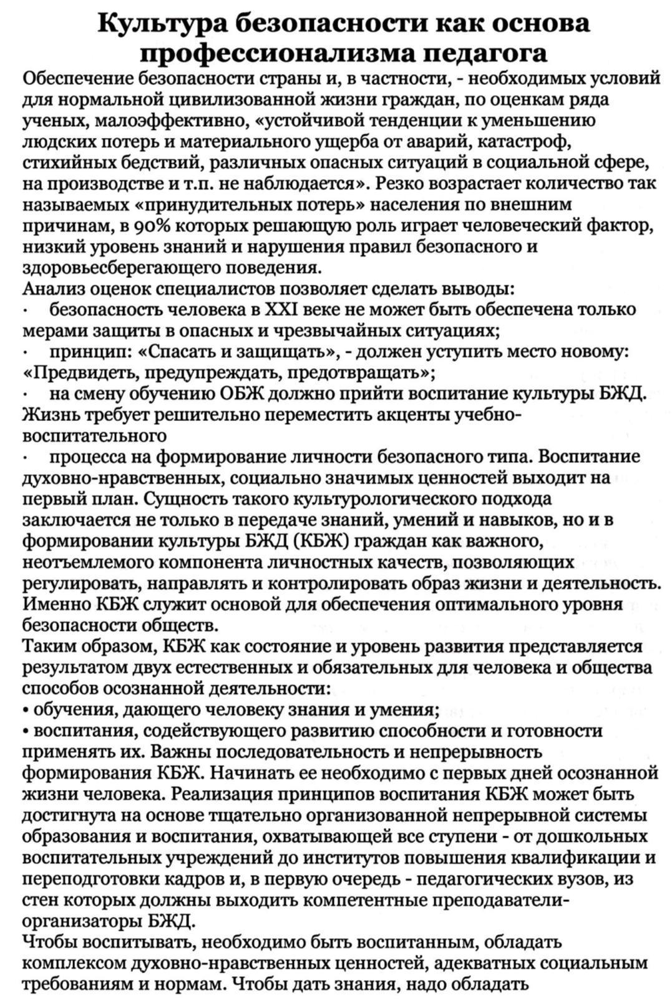 Культура безопасности как основа
профессионализма педагога
Обеспечение безопасности страны и, в частности, - необходимых условий
для нормальной цивилизованной жизни граждан, по оценкам ряда
ученых, малоэффективно, «устойчивой тенденции к уменьшению
людских потерь и материального ущерба от аварий, катастроф,
стихийных бедствий, различных опасных ситуаций в социальной сфере,
на производстве и т.п. не наблюдается». Резко возрастает количество так
называемых «принудительных потерь» населения по внешним
причинам, в 90% которых решающую роль играет человеческий фактор,
низкий уровень знаний и нарушения правил безопасного и
здоровьесберегающего поведения.
Анализ оценок специалистов позволяет сделать выводы:
· безопасность человека в XXI веке не может быть обеспечена только
мерами защиты в опасных и чрезвычайных ситуациях;
· принцип: «Спасать и защищать», - должен уступить место новому:
«Предвидеть, предупреждать, предотвращать»;
· на смену обучению ОБЖ должно прийти воспитание культуры БЖД.
Жизнь требует решительно переместить акценты учебно-
воспитательного
· процесса на формирование личности безопасного типа. Воспитание
духовно-нравственных, социально значимых ценностей выходит на
первый план. Сущность такого культурологического подхода
заключается не только в передаче знаний, умений и навыков, но и в
формировании культуры БЖД (КБЖ) граждан как важного,
неотъемлемого компонента личностных качеств, позволяющих
регулировать, направлять и контролировать образ жизни и деятельность.
Именно КБЖ служит основой для обеспечения оптимального уровня
безопасности обществ.
Таким образом, КБЖ как состояние и уровень развития представляется
результатом двух естественных и обязательных для человека и общества
способов осознанной деятельности:
• обучения, дающего человеку знания и умения;
• воспитания, содействующего развитию способности и готовности
применять их. Важны последовательность и непрерывность
формирования КБЖ. Начинать ее необходимо с первых дней осознанной
жизни человека. Реализация принципов воспитания КБЖ может быть
достигнута на основе тщательно организованной непрерывной системы
образования и воспитания, охватывающей все ступени - от дошкольных
воспитательных учреждений до институтов повышения квалификации и
переподготовки кадров и, в первую очередь - педагогических вузов, из
стен которых должны выходить компетентные преподаватели-
организаторы БЖД.
Чтобы воспитывать, необходимо быть воспитанным, обладать
комплексом духовно-нравственных ценностей, адекватных социальным
требованиям и нормам. Чтобы дать знания, надо обладать